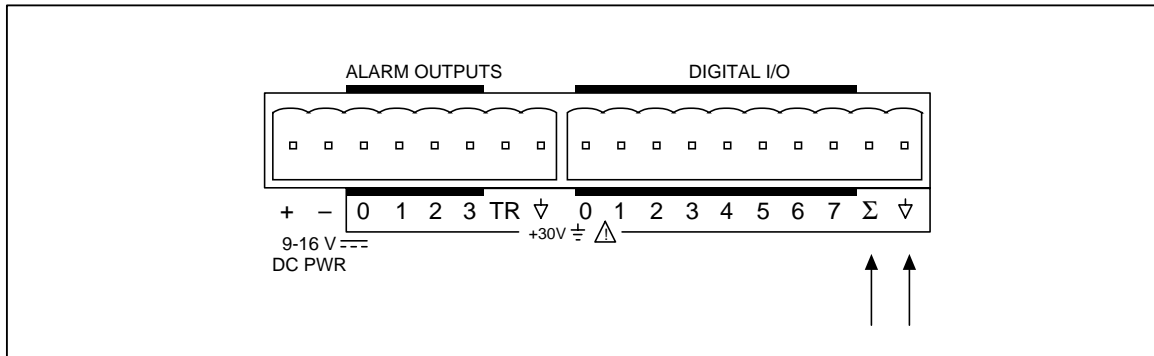 ALARM OUTPUTS DIGITAL I/O
+ – 0 1 2 3 TR 0 1 2 3 4 5 6 7 Σ
+30V
9-16 V
DC PWR